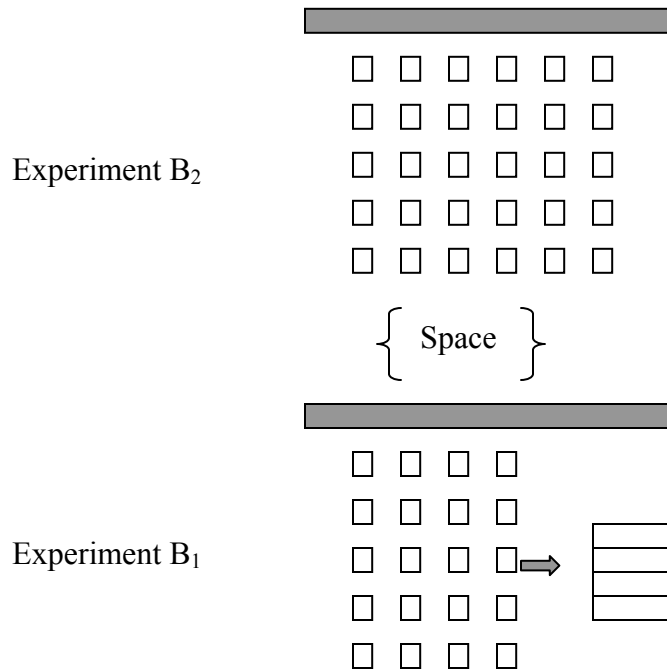 Experiment B₂
{ Space }
Experiment B₁